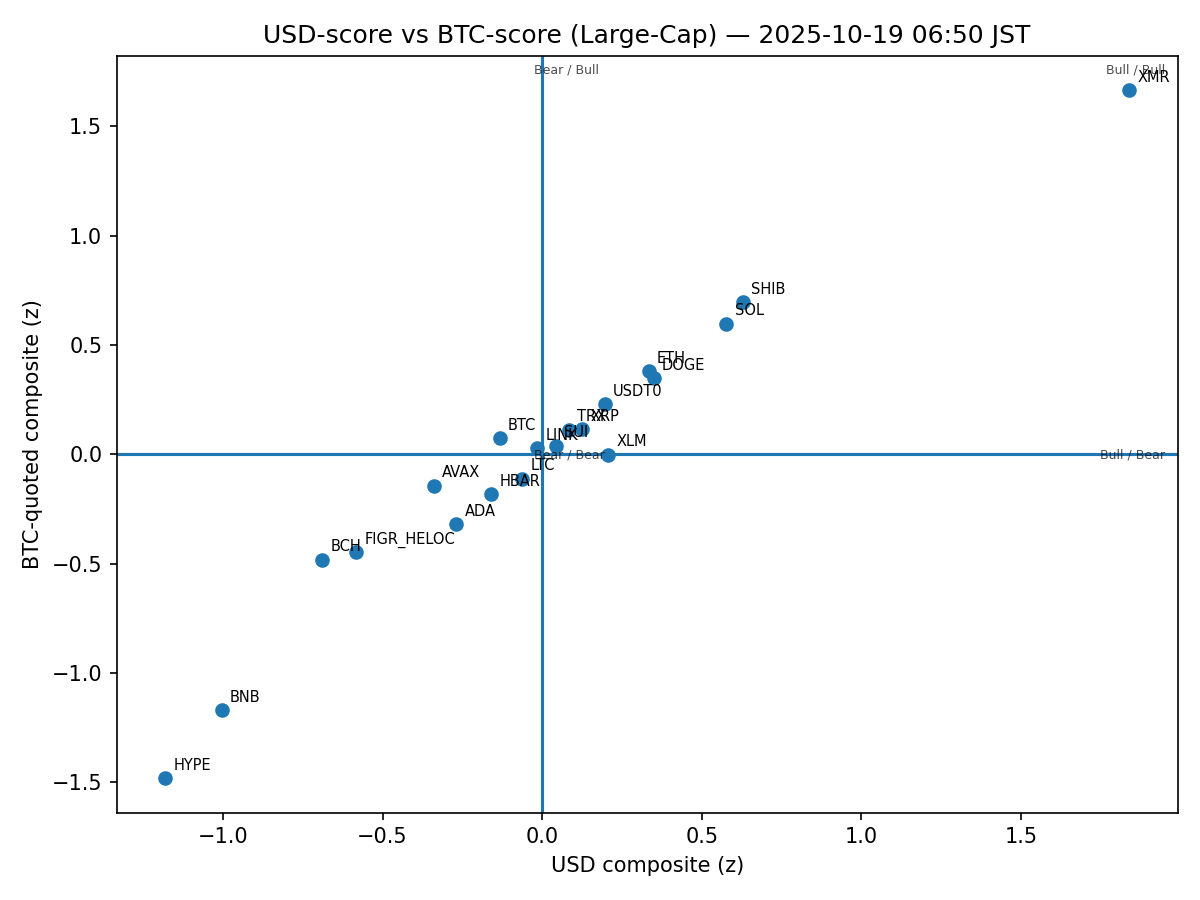 USD-score vs BTC-score (Large-Cap) — 2025-10-19 06:50 JST
Bear / Bull
Bull / Bull
XMR
1.5
1.0
SHIB
SOL
0.5
ETH
DOGE
USDT0
TRX
XRP
BTC
LINK
SUI
XLM
0.0
Bear / Bear
Bull / Bear
LTC
AVAX
HBAR
ADA
FIGR_HELOC
BCH
−0.5
−1.0
BNB
HYPE
−1.5
BTC-quoted composite (z)
−1.0
−0.5
0.0
0.5
1.0
1.5
USD composite (z)